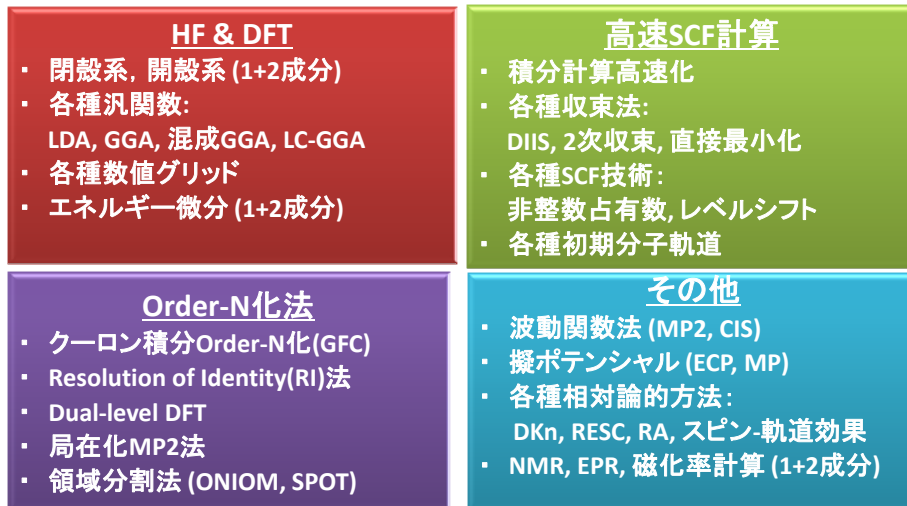 HF & DFT
▪ 閉殻系, 開殻系 (1+2成分)
▪ 各種汎関数:
LDA, GGA, 混成GGA, LC-GGA
▪ 各種数値グリッド
▪ エネルギー微分 (1+2成分)
高速SCF計算
▪ 積分計算高速化
▪ 各種収束法:
DIIS, 2次収束, 直接最小化
▪ 各種SCF技術:
非整数占有数, レベルシフト
▪ 各種初期分子軌道
Order-N化法
▪ クーロン積分Order-N化(GFC)
▪ Resolution of Identity(RI)法
▪ Dual-level DFT
▪ 局在化MP2法
▪ 領域分割法 (ONIOM, SPOT)
その他
▪ 波動関数法 (MP2, CIS)
▪ 擬ポテンシャル (ECP, MP)
▪ 各種相対論的方法:
DKn, RESC, RA, スピン-軌道効果
▪ NMR, EPR, 磁化率計算 (1+2成分)